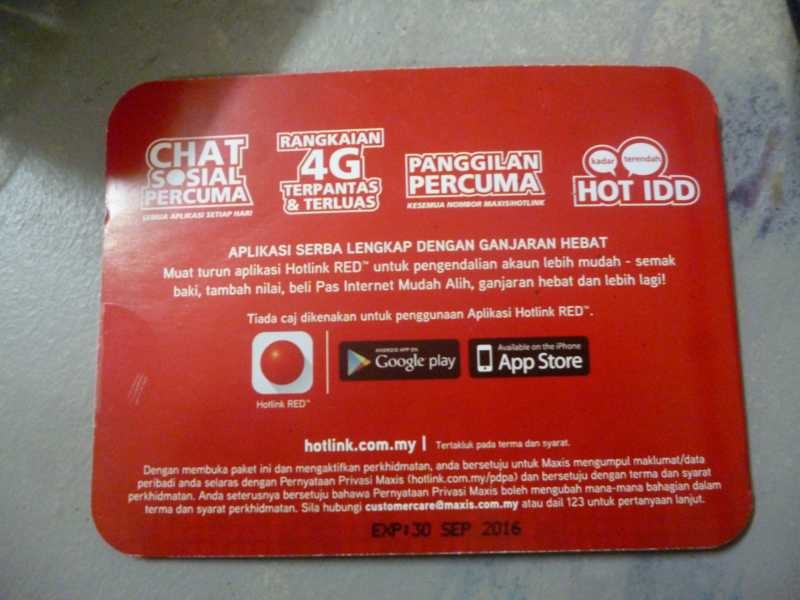 CHAT
SOSIAL
PERCUMA
SEMUA APLIKASI SETIAP HARI
RANGKAIAN
4G
TERPANTAS
& TERLUAS
PANGGILAN
PERCUMA
KESEMUA NOMBOR MAXIS/HOTLINK
kadar terendah
HOT IDD
APLIKASI SERBA LENGKAP DENGAN GANJARAN HEBAT
Muat turun aplikasi Hotlink RED™ untuk pengendalian akaun lebih mudah - semak
baki, tambah nilai, beli Pas Internet Mudah Alih, ganjaran hebat dan lebih lagi!
Tiada caj dikenakan untuk penggunaan Aplikasi Hotlink RED™.
Hotlink RED™
ANDROID APP ON
Google play
Available on the iPhone
App Store
hotlink.com.my | Tertakluk pada terma dan syarat.
Dengan membuka paket ini dan mengaktifkan perkhidmatan, anda bersetuju untuk Maxis mengumpul maklumat/data
peribadi anda selaras dengan Pernyataan Privasi Maxis (hotlink.com.my/pdpa) dan bersetuju dengan terma dan syarat
perkhidmatan. Anda seterusnya bersetuju bahawa Pernyataan Privasi Maxis boleh mengubah mana-mana bahagian dalam
terma dan syarat perkhidmatan. Sila hubungi customercare@maxis.com.my atau dail 123 untuk pertanyaan lanjut.
EXP:30 SEP 2016